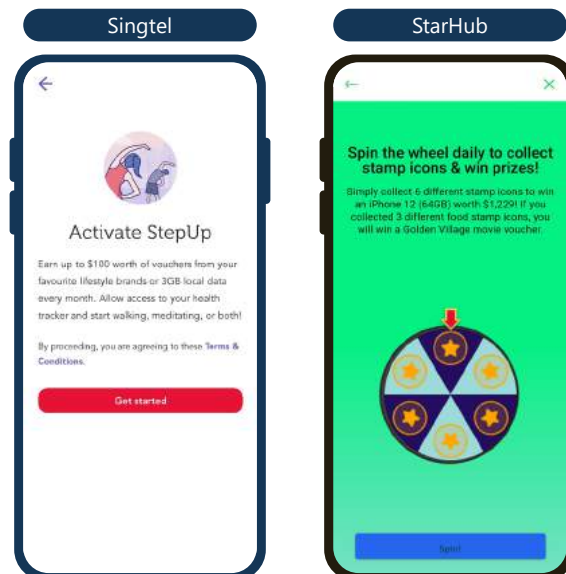 Singtel
Activate StepUp
Earn up to $100 worth of vouchers from your
favourite lifestyle brands or 3GB local data
every month. Allow access to your health
tracker and start walking, meditating, or both!
By proceeding, you are agreeing to these Terms &
Conditions.
Get started
StarHub
Spin the wheel daily to collect
stamp icons & win prizes!
Simply collect 6 different stamp icons to win
an iPhone 12 (64GB) worth $1,229! If you
collected 3 different food stamp icons, you
will win a Golden Village movie voucher.
Spin!